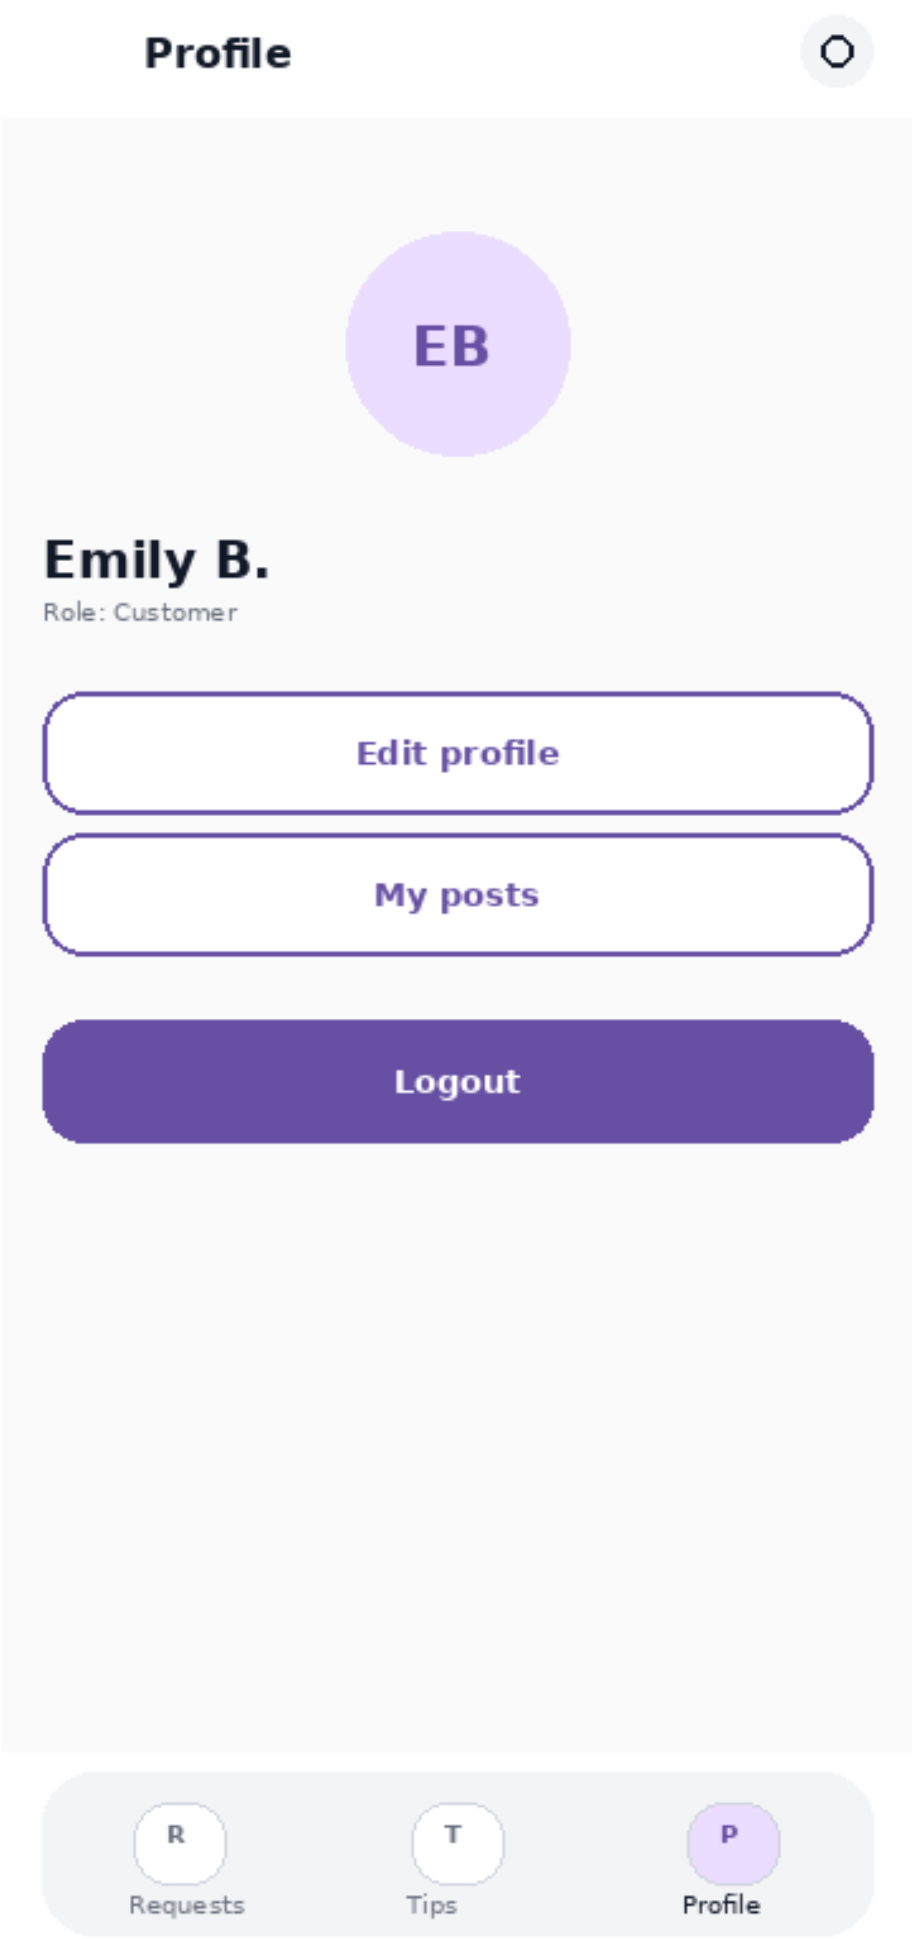 Profile
EB
Emily B.
Role: Customer
Edit profile
My posts
Logout
R
T
P
Requests
Tips
Profile